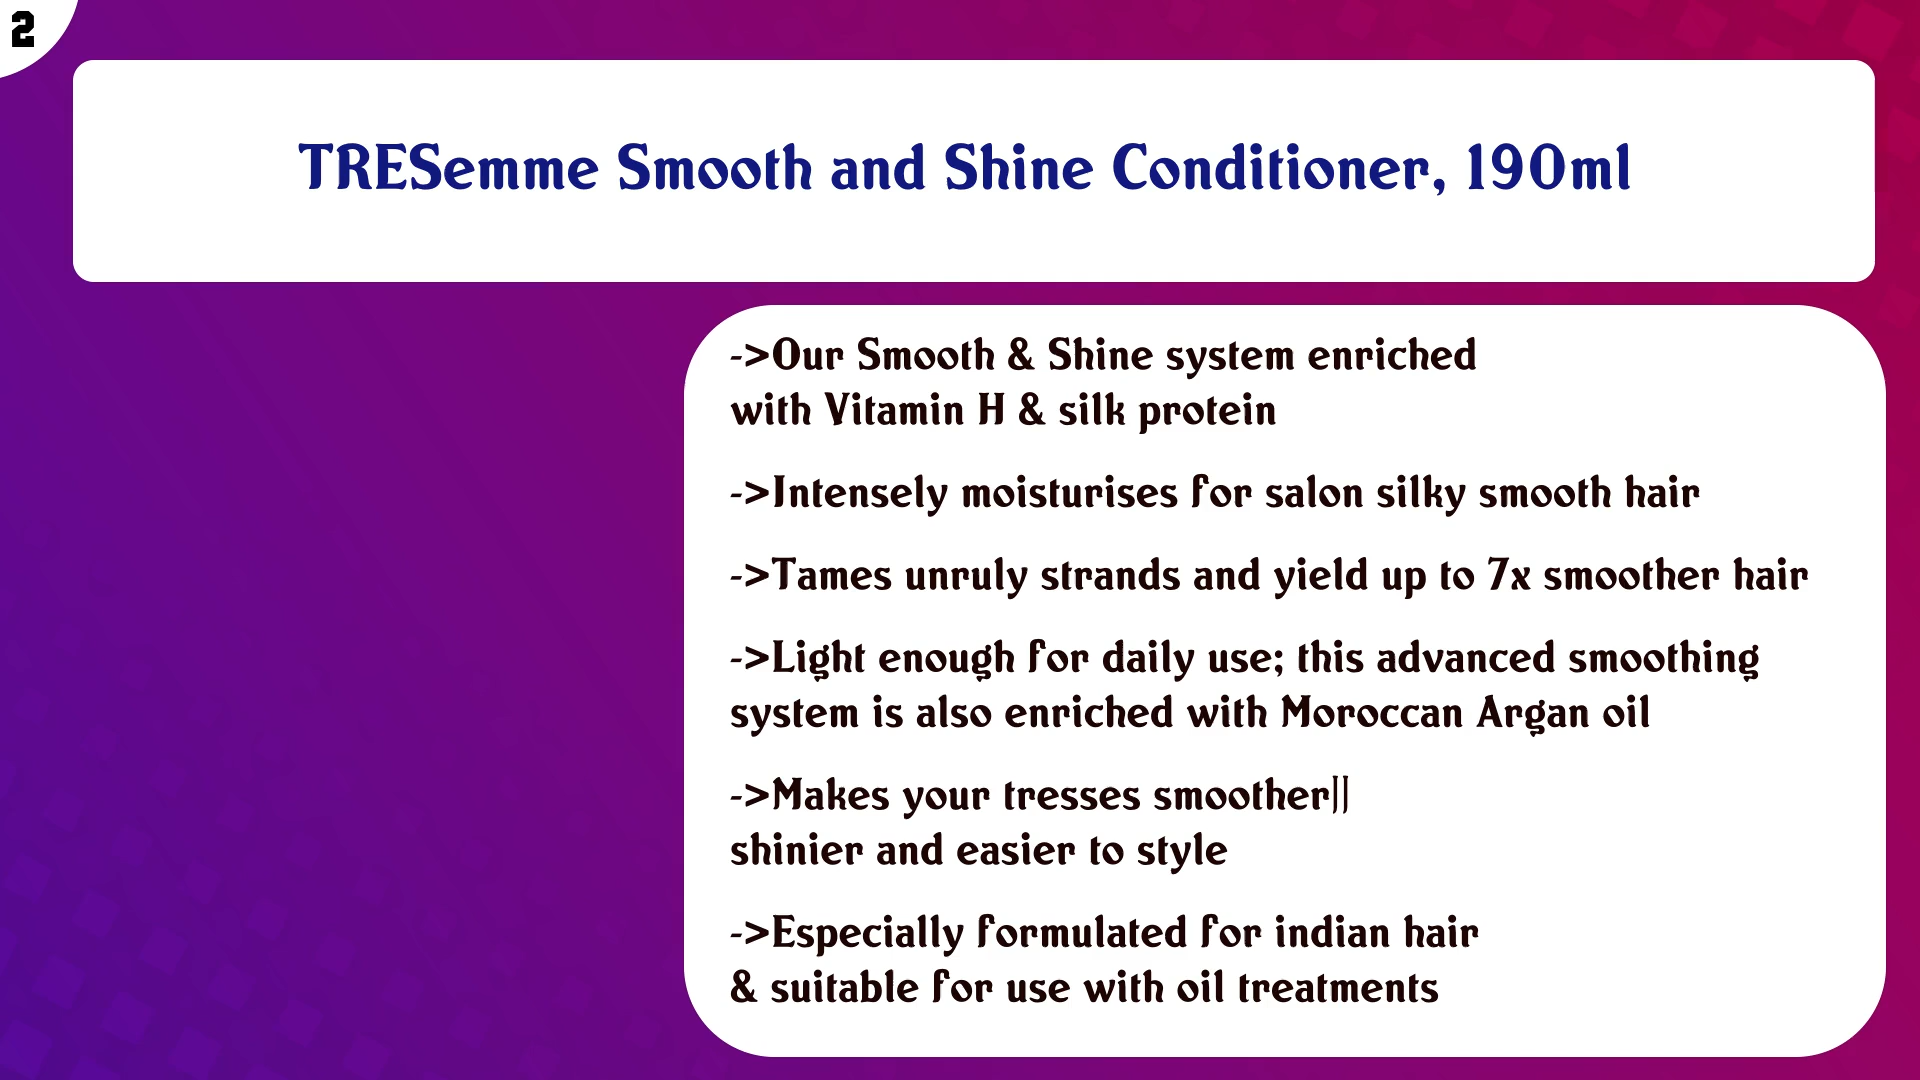 2
TRESemme Smooth and Shine Conditioner, 190ml
->Our Smooth & Shine system enriched
with Vitamin H & silk protein
->Intensely moisturises for salon silky smooth hair
->Tames unruly strands and yield up to 7x smoother hair
->Light enough for daily use; this advanced smoothing
system is also enriched with Moroccan Argan oil
->Makes your tresses smoother||
shinier and easier to style
->Especially formulated for indian hair
& suitable for use with oil treatments